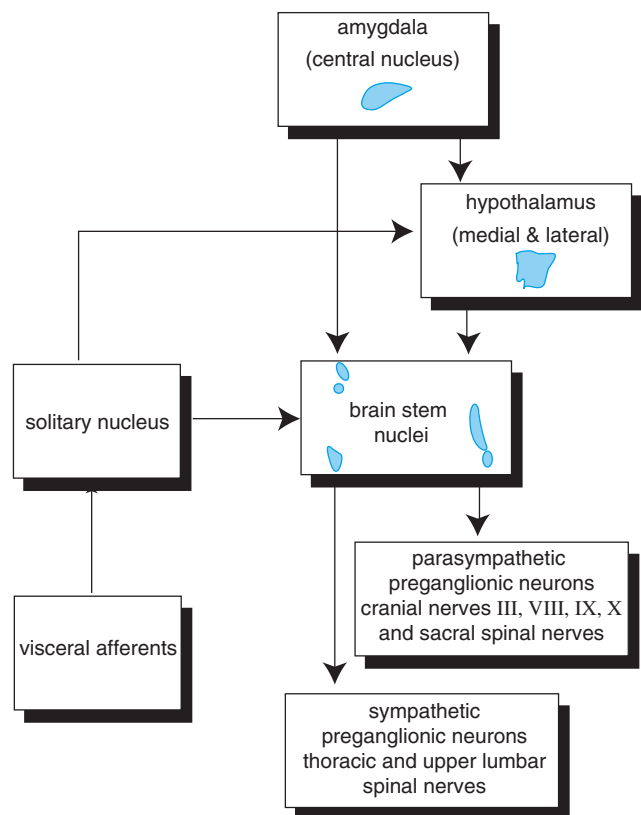 amygdala
(central nucleus)
hypothalamus
(medial & lateral)
solitary nucleus
brain stem
nuclei
parasympathetic
preganglionic neurons
cranial nerves III, VIII, IX, X
and sacral spinal nerves
visceral afferents
sympathetic
preganglionic neurons
thoracic and upper lumbar
spinal nerves